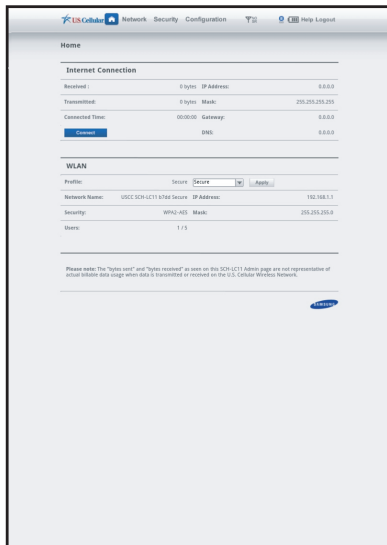 US Cellular Network Security Configuration Help Logout
Home
Internet Connection
Received : 0 bytes IP Address: 0.0.0.0
Transmitted: 0 bytes Mask: 255.255.255.255
Connected Time: 00:00:00 Gateway: 0.0.0.0
Connect DNS: 0.0.0.0
WLAN
Profile: Secure Secure Apply
Network Name: USCC SCH-LC11 b7dd Secure IP Address: 192.168.1.1
Security: WPA2-AES Mask: 255.255.255.0
Users: 1 / 5
Please note: The "bytes sent" and "bytes received" as seen on this SCH-LC11 Admin page are not representative of
actual billable data usage when data is transmitted or received on the U.S. Cellular Wireless Network.
SAMSUNG